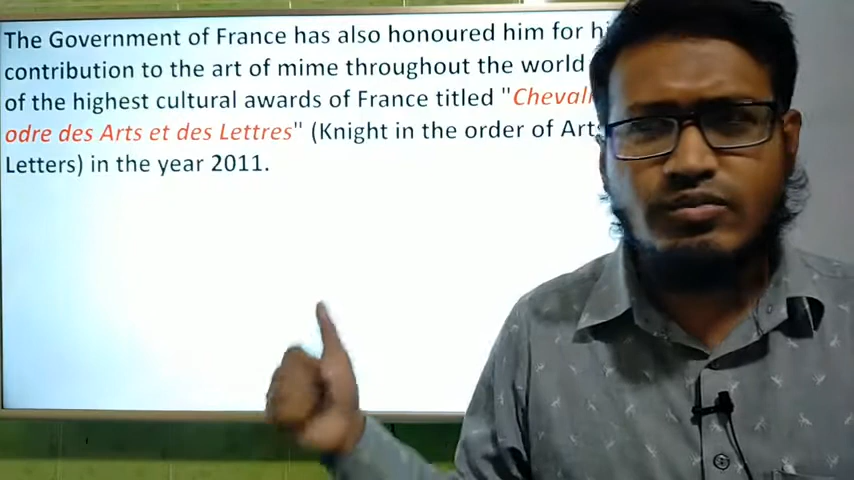 The Government of France has also honoured him for hi
contribution to the art of mime throughout the world
of the highest cultural awards of France titled "Cheval
odre des Arts et des Lettres" (Knight in the order of Arts
Letters) in the year 2011.